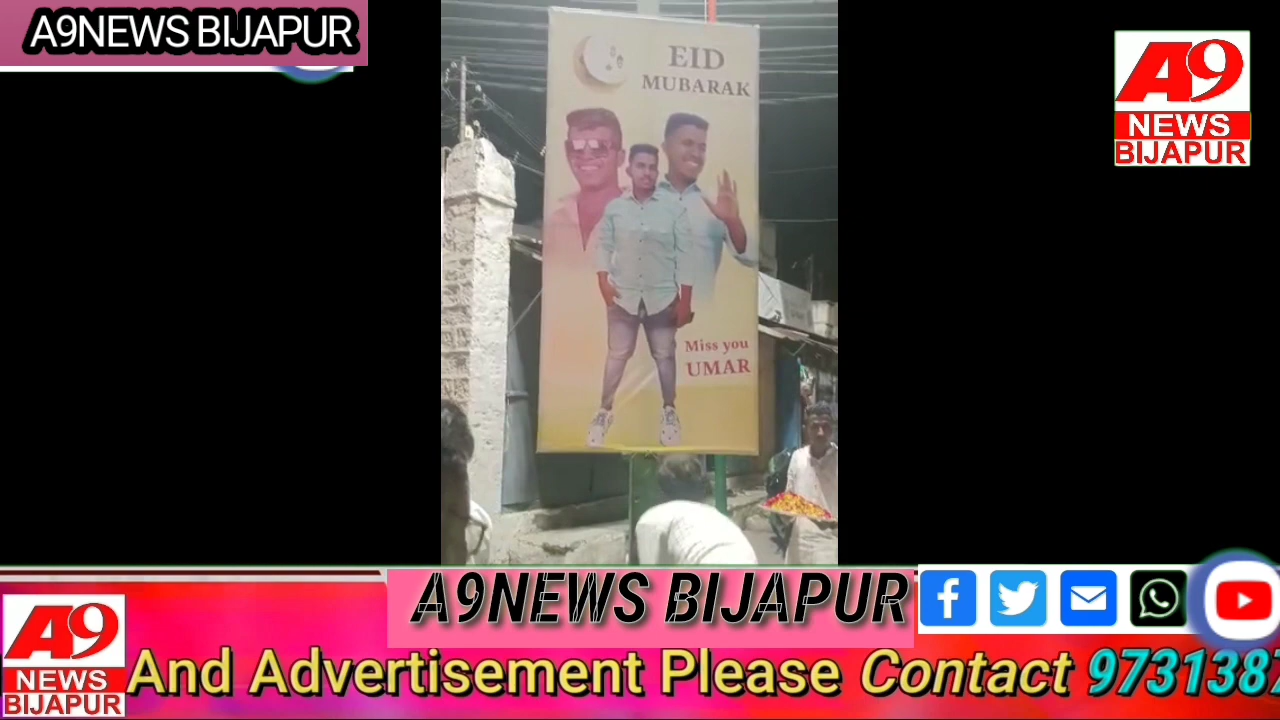 A9NEWS BIJAPUR
A9
NEWS
BIJAPUR
EID
MUBARAK
Miss you
UMAR
A9NEWS BIJAPUR
A9
NEWS
BIJAPUR
And Advertisement Please Contact 973138